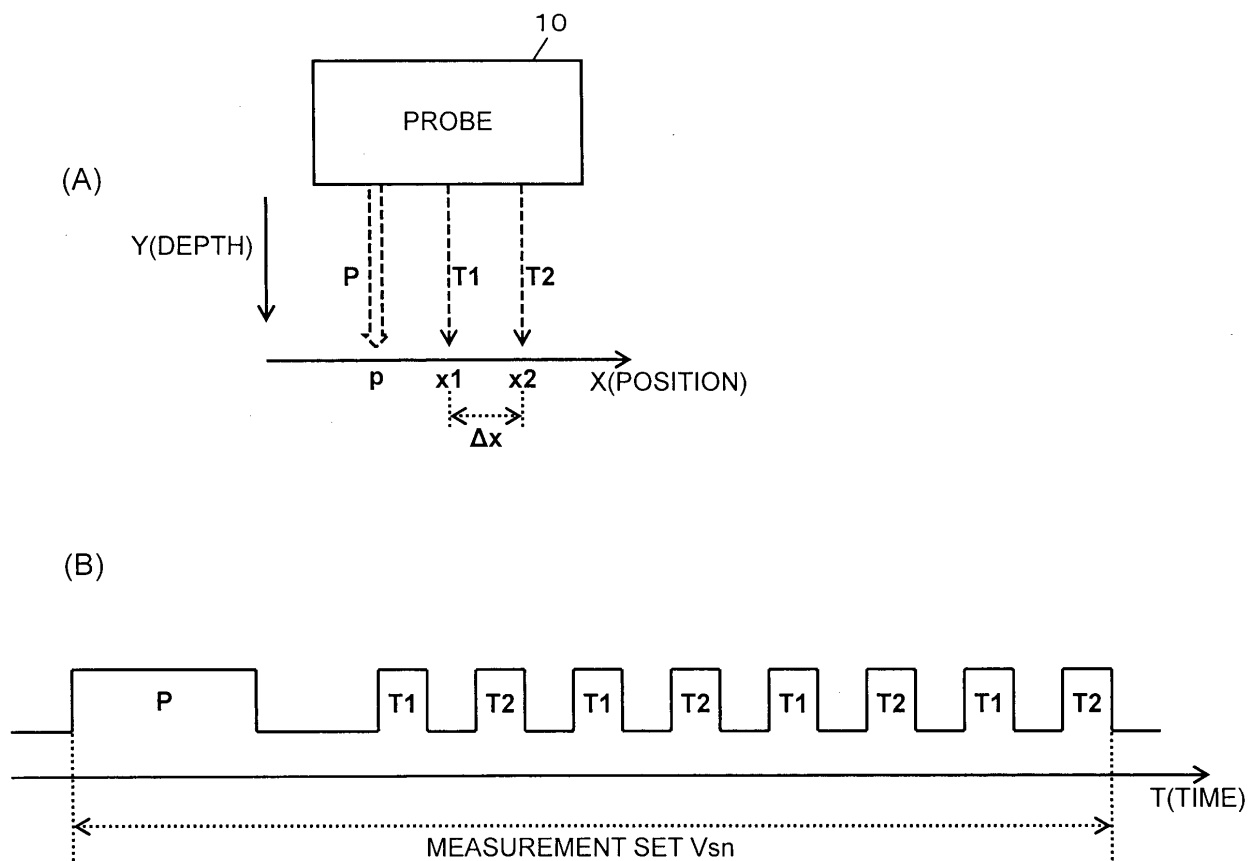 10
PROBE
(A)
Y(DEPTH)
P T1 T2
p x1 x2 X(POSITION)
Δx
(B)
P T1 T2 T1 T2 T1 T2 T1 T2
T(TIME)
MEASUREMENT SET Vsn